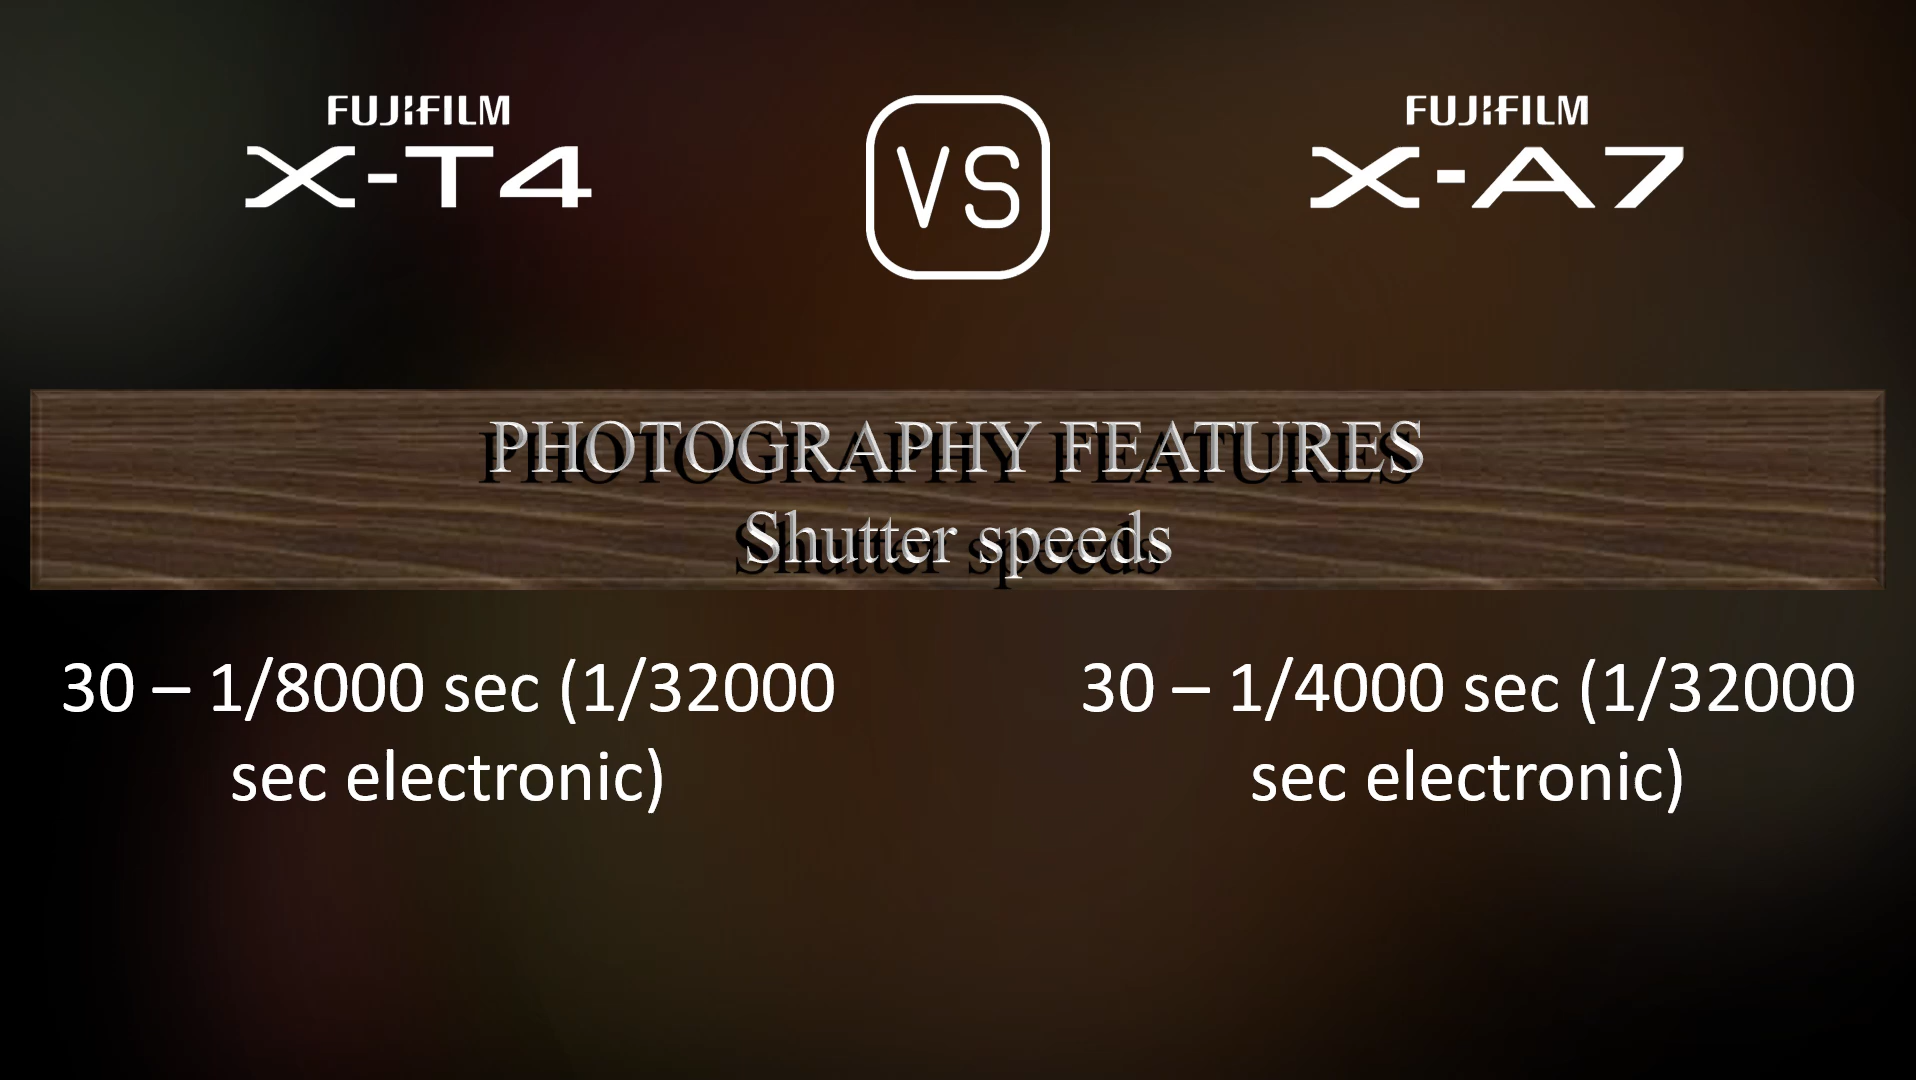 FUJIFILM
X-T4
VS
FUJIFILM
X-A7
PHOTOGRAPHY FEATURES
Shutter speeds
30 – 1/8000 sec (1/32000
sec electronic)
30 – 1/4000 sec (1/32000
sec electronic)